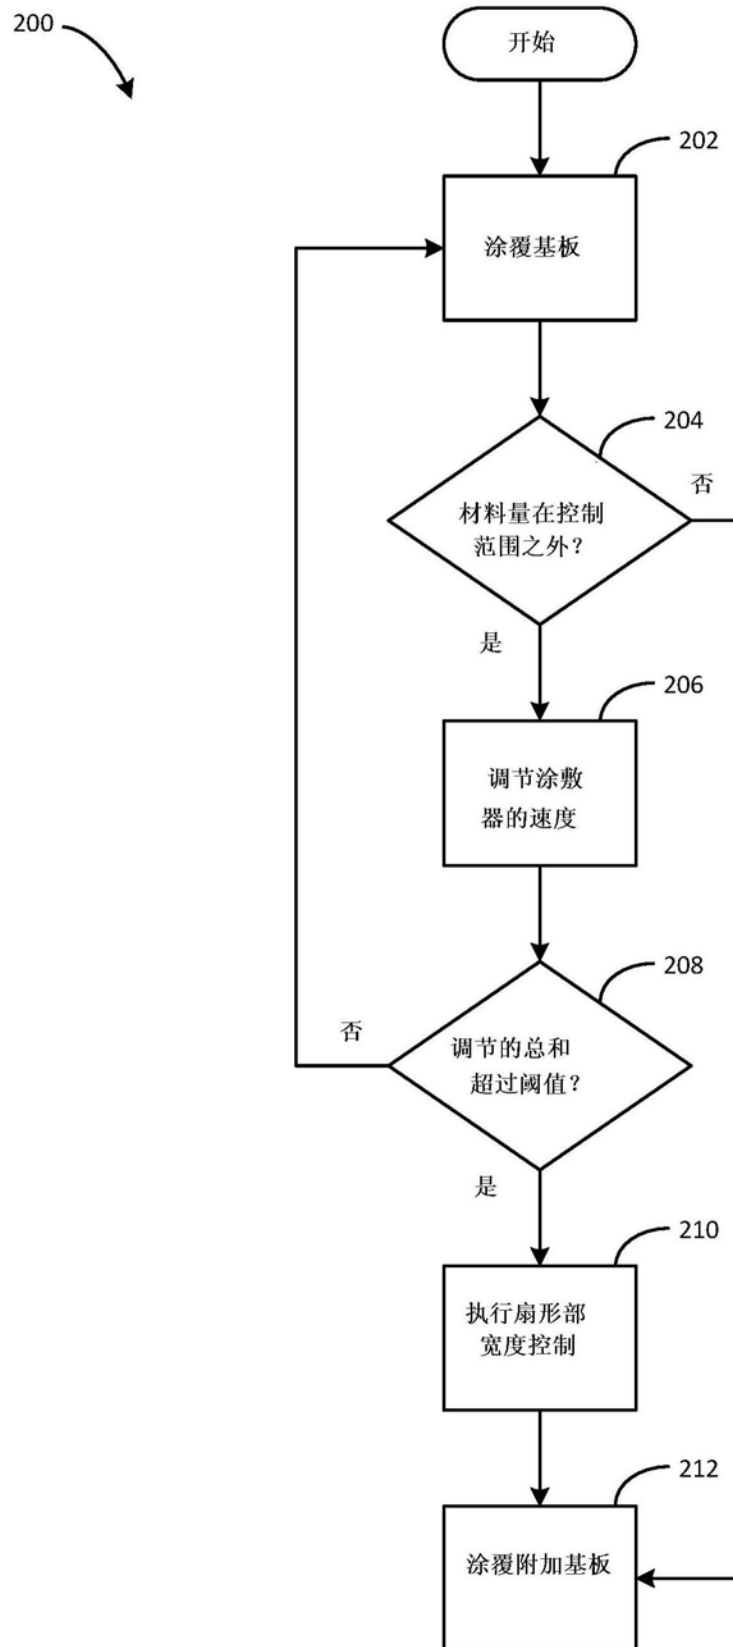 200
开始
202
涂覆基板
204
否
材料量在控制
范围之外？
是
206
调节涂敷
器的速度
208
否
调节的总和
超过阈值？
是
210
执行扇形部
宽度控制
212
涂覆附加基板